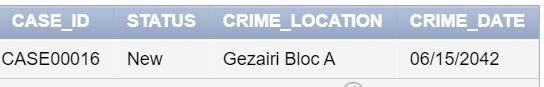 CASE_ID STATUS CRIME_LOCATION CRIME_DATE
CASE00016 New Gezairi Bloc A 06/15/2042